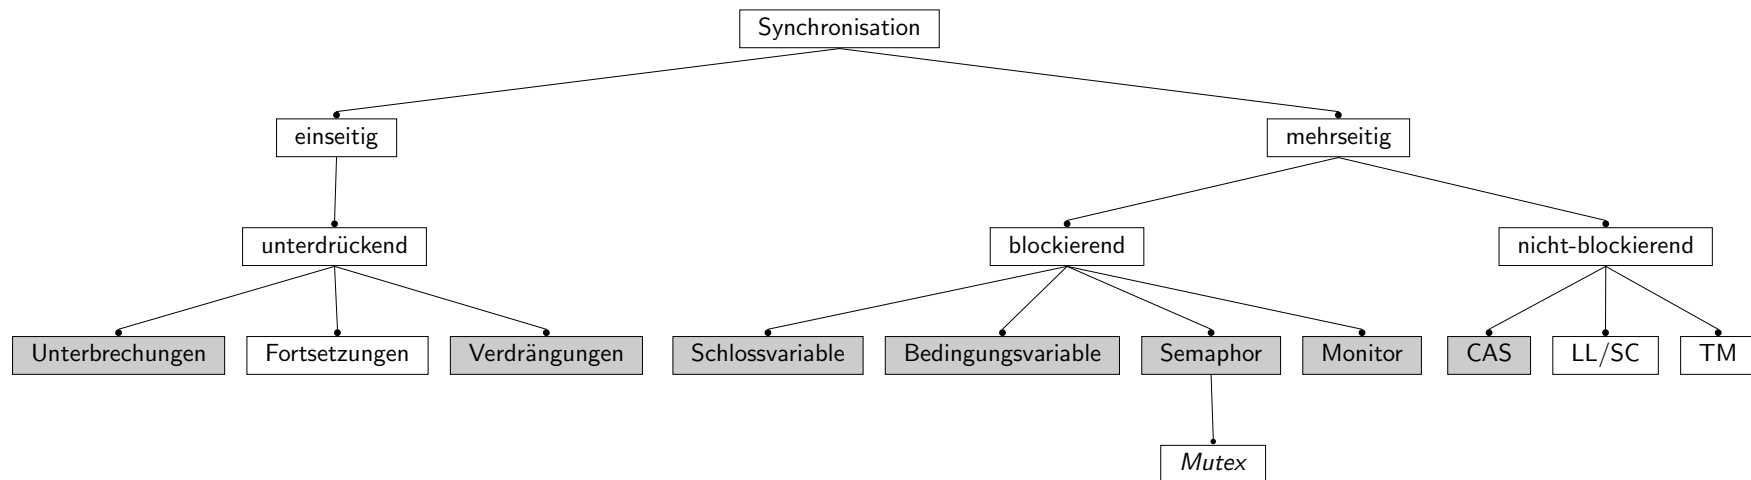 Synchronisation
einseitig
mehrseitig
unterdrückend
blockierend
nicht-blockierend
Unterbrechungen
Fortsetzungen
Verdrängungen
Schlossvariable
Bedingungsvariable
Semaphor
Monitor
CAS
LL/SC
TM
Mutex